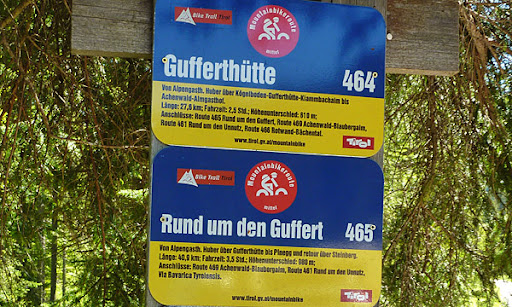 Bike Trail Tirol
Mountainbikeroute
mittel
Gufferthütte 464
Von Alpengasth. Huber über Kögnlboden-Gufferthütte-Klammbachalm bis
Achenwald-Almgasthof.
Länge: 27,5 km; Fahrzeit: 2,5 Std.; Höhenunterschied: 610 m;
Anschlüsse: Route 465 Rund um den Guffert, Route 469 Achenwald-Blaubergalm,
Route 461 Rund um den Unnutz, Route 466 Rotwand-Bächental.
www.tirol.gv.at/mountainbike
Tirol
Bike Trail Tirol
Mountainbikeroute
mittel
Rund um den Guffert 465
Von Alpengasth. Huber über Gufferthütte bis Pinegg und retour über Steinberg.
Länge: 40,9 km; Fahrzeit: 3,5 Std.; Höhenunterschied: m;
Anschlüsse: Route 469 Achenwald-Blaubergalm, Route 461 Rund um den Unnutz,
Via Bavarica Tyrolensis.
www.tirol.gv.at/mountainbike
Tirol